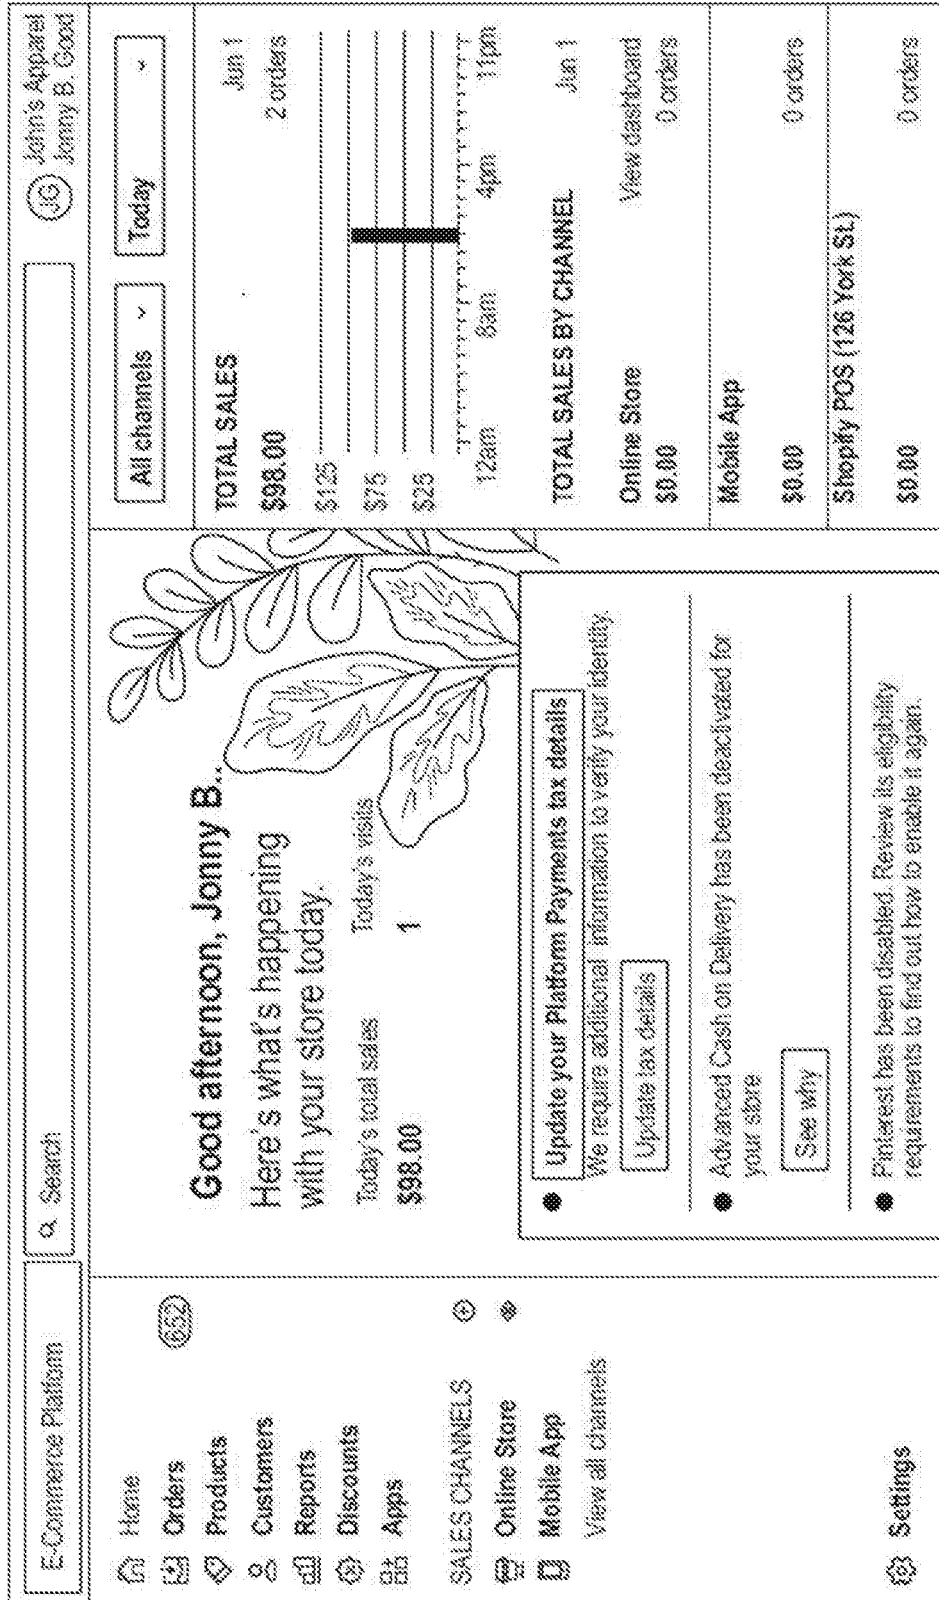 E-Commerce Platform
Search
JG
John's Apparel
Jonny B. Good
Home
Orders
652
Products
Customers
Reports
Discounts
Apps
SALES CHANNELS
Online Store
Mobile App
View all channels
Settings
Good afternoon, Jonny B..
Here's what's happening
with your store today.
Today's total sales
Today's visits
$98.00
1
Update your Platform Payments tax details
We require additional information to verify your identity.
Update tax details
Advanced Cash on Delivery has been deactivated for
your store
See why
Pinterest has been disabled. Review its eligibility
requirements to find out how to enable it again.
All channels
Today
TOTAL SALES
Jun 1
$98.00
2 orders
$125
$75
$25
12am
8am
4pm
11pm
TOTAL SALES BY CHANNEL
Jun 1
Online Store
View dashboard
$0.00
0 orders
Mobile App
$0.00
0 orders
Shopify POS (126 York St.)
$0.00
0 orders